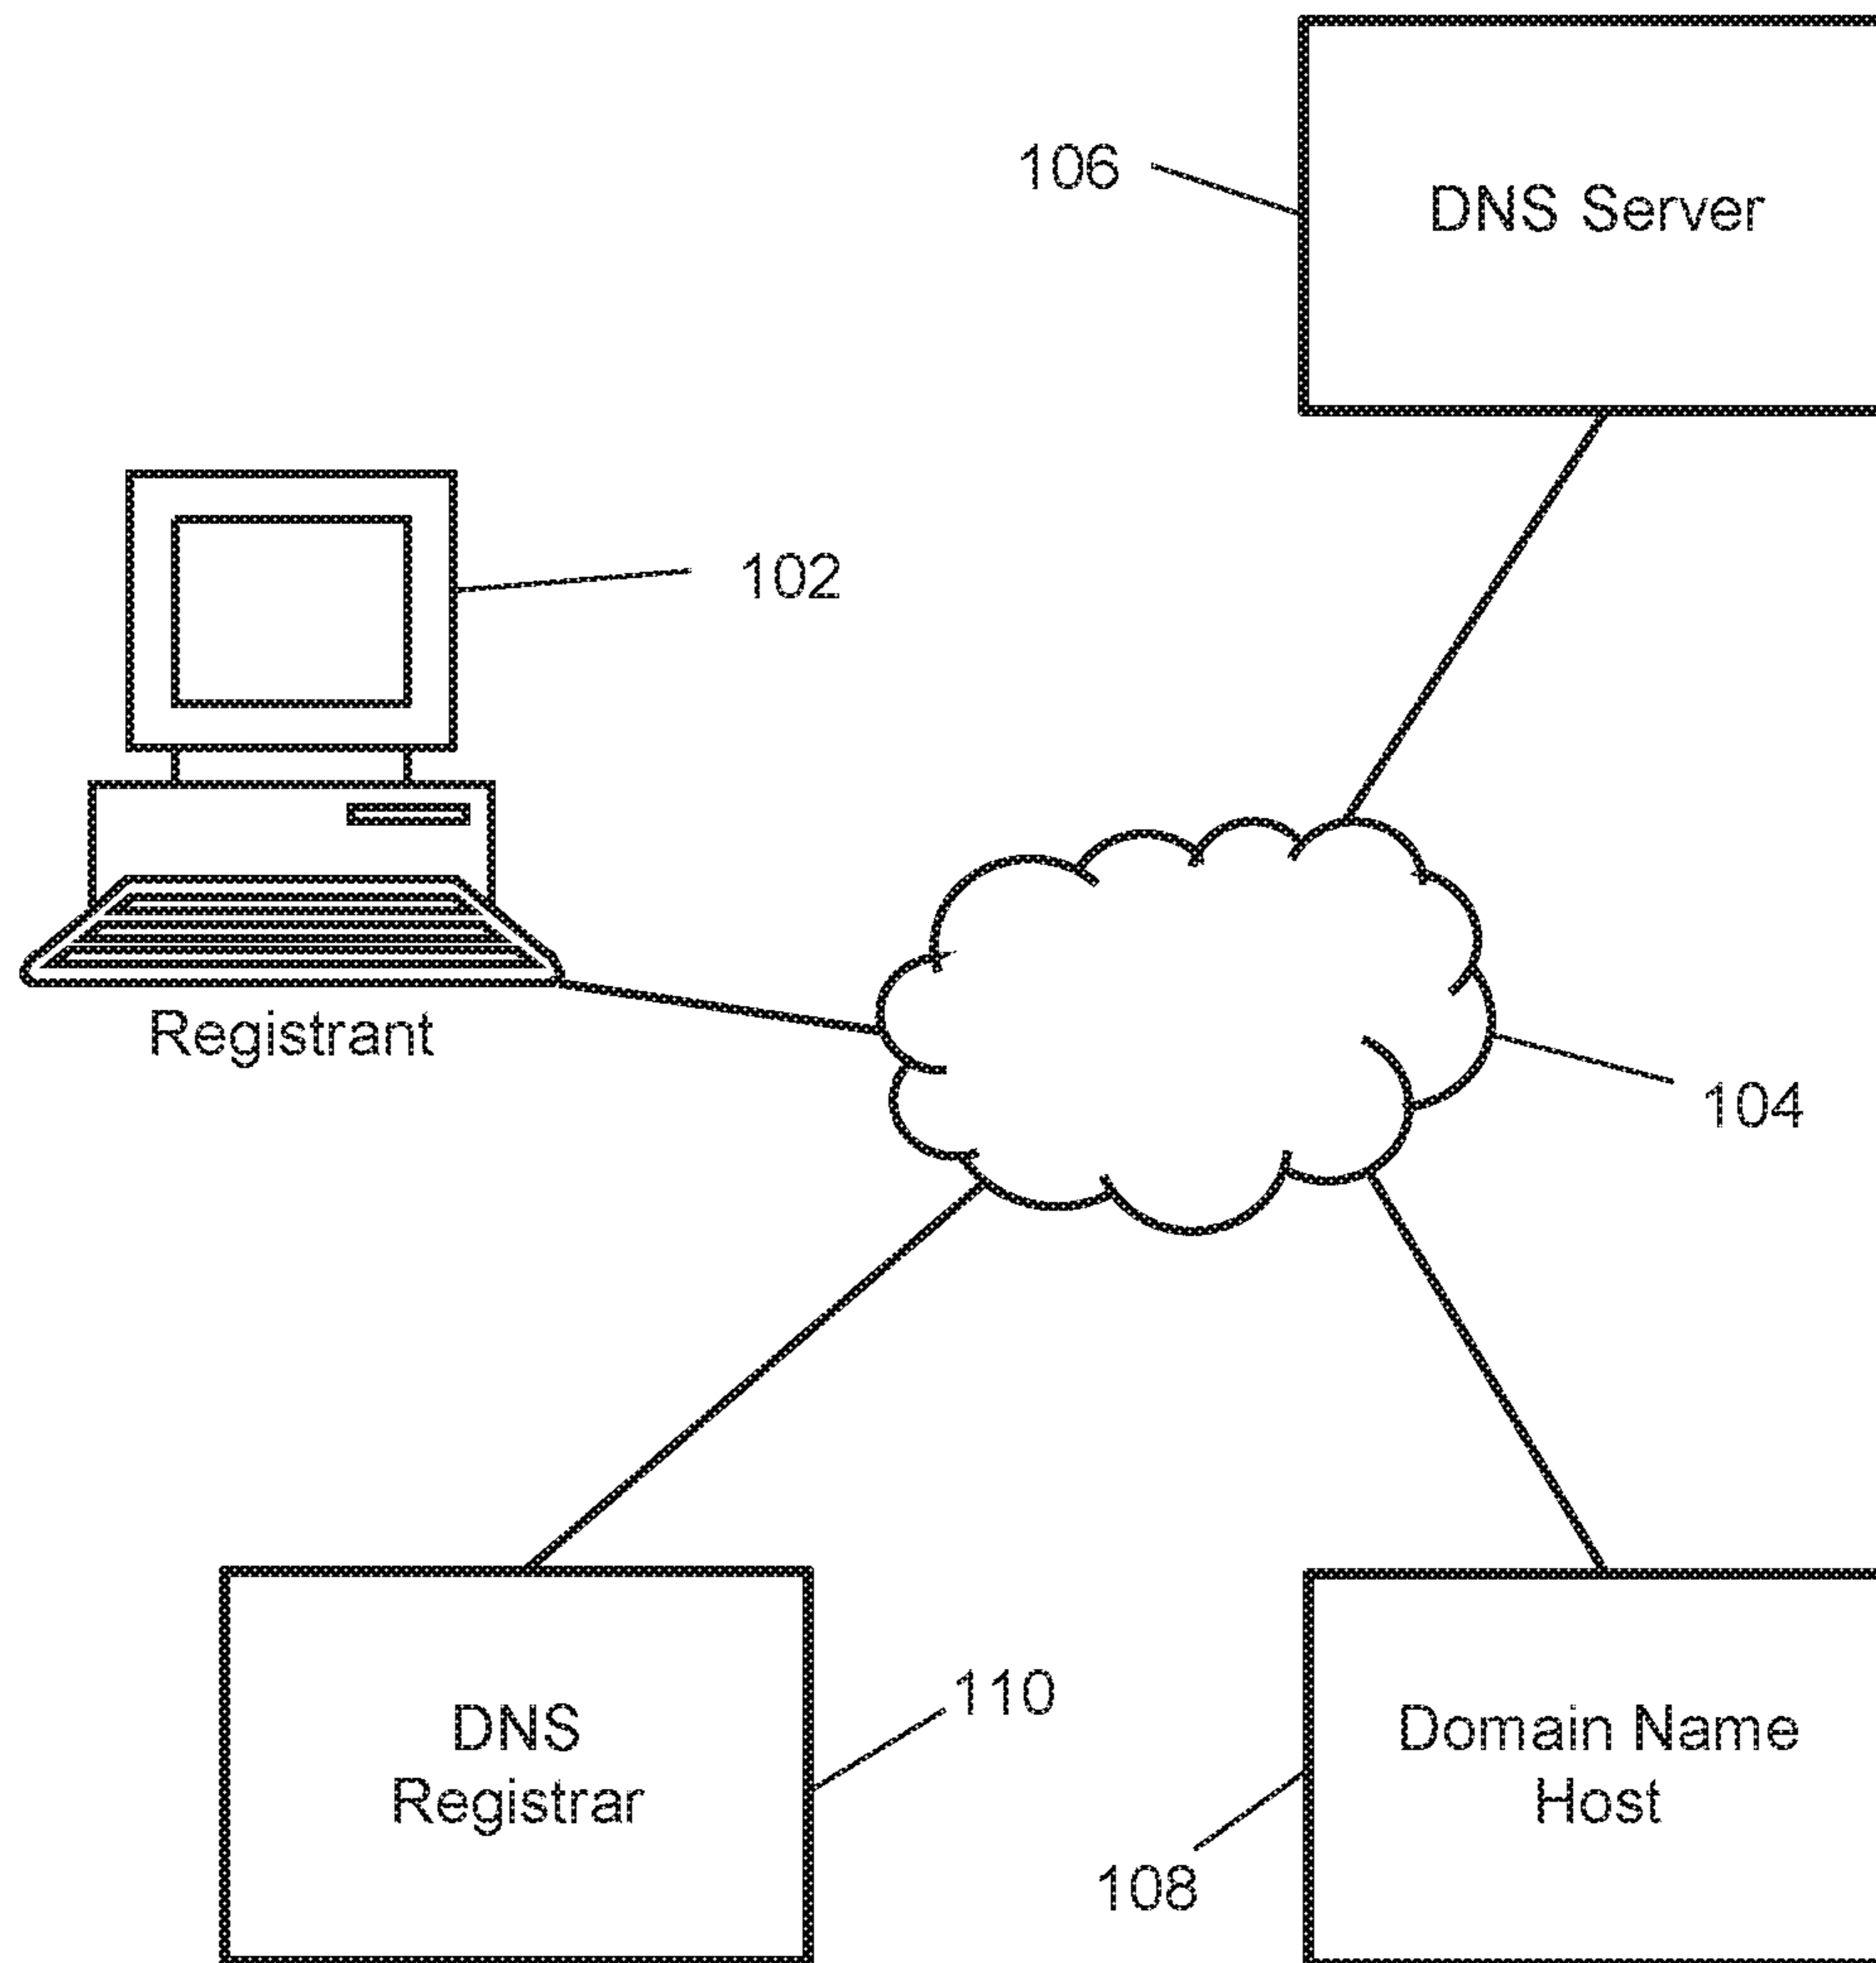 106
DNS Server
102
Registrant
104
110
DNS
Registrar
Domain Name
Host
108